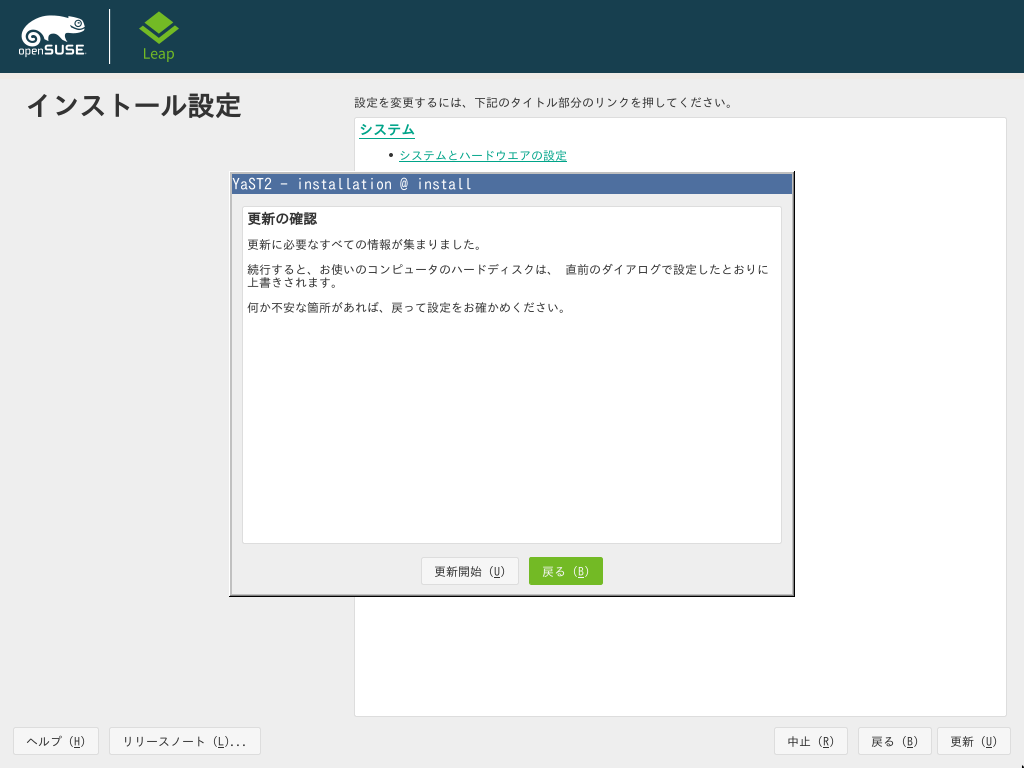 openSUSE.
Leap
インストール設定
設定を変更するには、下記のタイトル部分のリンクを押してください。
システム
• システムとハードウエアの設定
YaST2 - installation @ install
更新の確認
更新に必要なすべての情報が集まりました。
続行すると、お使いのコンピュータのハードディスクは、 直前のダイアログで設定したとおりに
上書きされます。
何か不安な箇所があれば、戻って設定をお確かめください。
更新開始 (U)
戻る (B)
ヘルプ (H)
リリースノート (L)...
中止 (R)
戻る (B)
更新 (U)